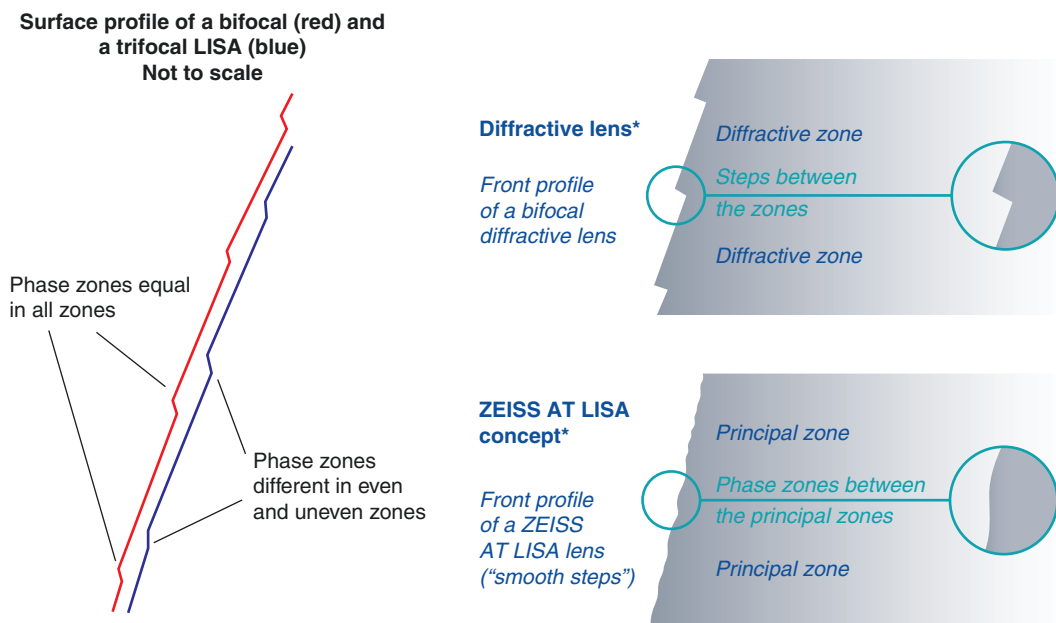 Surface profile of a bifocal (red) and
a trifocal LISA (blue)
Not to scale
Phase zones equal
in all zones
Phase zones
different in even
and uneven zones
Diffractive lens*
Front profile
of a bifocal
diffractive lens
Diffractive zone
Steps between
the zones
Diffractive zone
ZEISS AT LISA
concept*
Front profile
of a ZEISS
AT LISA lens
(“smooth steps”)
Principal zone
Phase zones between
the principal zones
Principal zone